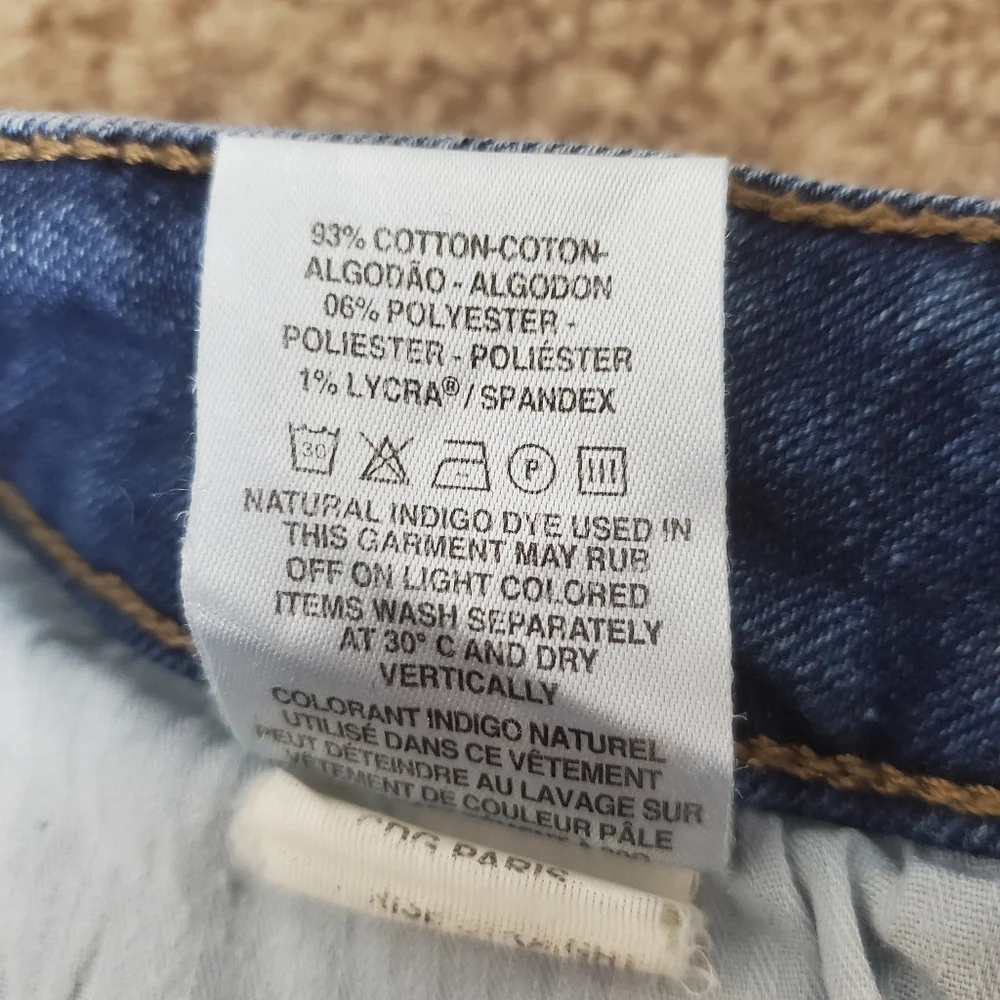 93% COTTON-COTON-
ALGODÃO - ALGODON
06% POLYESTER -
POLIESTER - POLIÉSTER
1% LYCRA® / SPANDEX
30
P
NATURAL INDIGO DYE USED IN
THIS GARMENT MAY RUB
OFF ON LIGHT COLORED
ITEMS WASH SEPARATELY
AT 30° C AND DRY
VERTICALLY
COLORANT INDIGO NATUREL
UTILISÉ DANS CE VÊTEMENT
PEUT DÉTEINDRE AU LAVAGE SUR
VÊTEMENT DE COULEUR PÂLE
PARIS